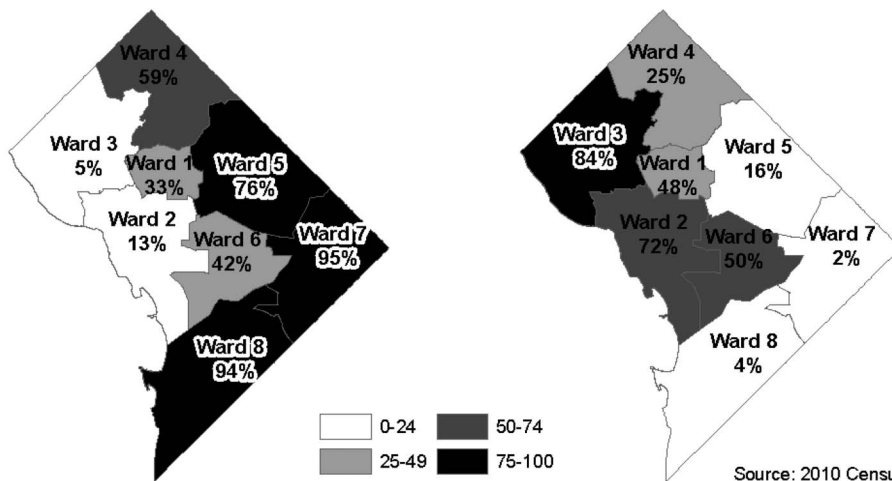 Ward 4
59%
Ward 3
5%
Ward 1
33%
Ward 5
76%
Ward 2
13%
Ward 6
42%
Ward 7
95%
Ward 8
94%
Ward 4
25%
Ward 3
84%
Ward 1
48%
Ward 5
16%
Ward 2
72%
Ward 6
50%
Ward 7
2%
Ward 8
4%
0-24
50-74
25-49
75-100
Source: 2010 Censu